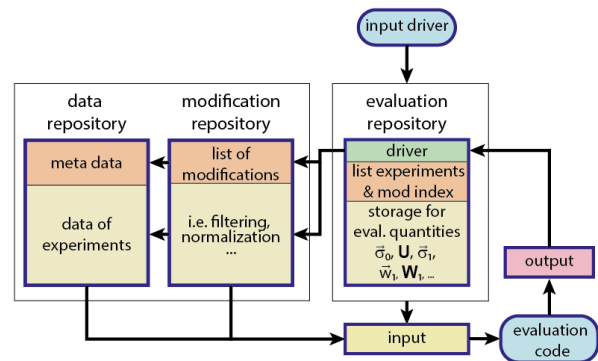 input driver
data
repository
modification
repository
evaluation
repository
meta data
data of
experiments
list of
modifications
i.e. filtering,
normalization
...
driver
list experiments
& mod index
storage for
eval. quantities
σ⃗₀, U, σ⃗₁,
w⃗₁, W₁, ...
output
input
evaluation
code